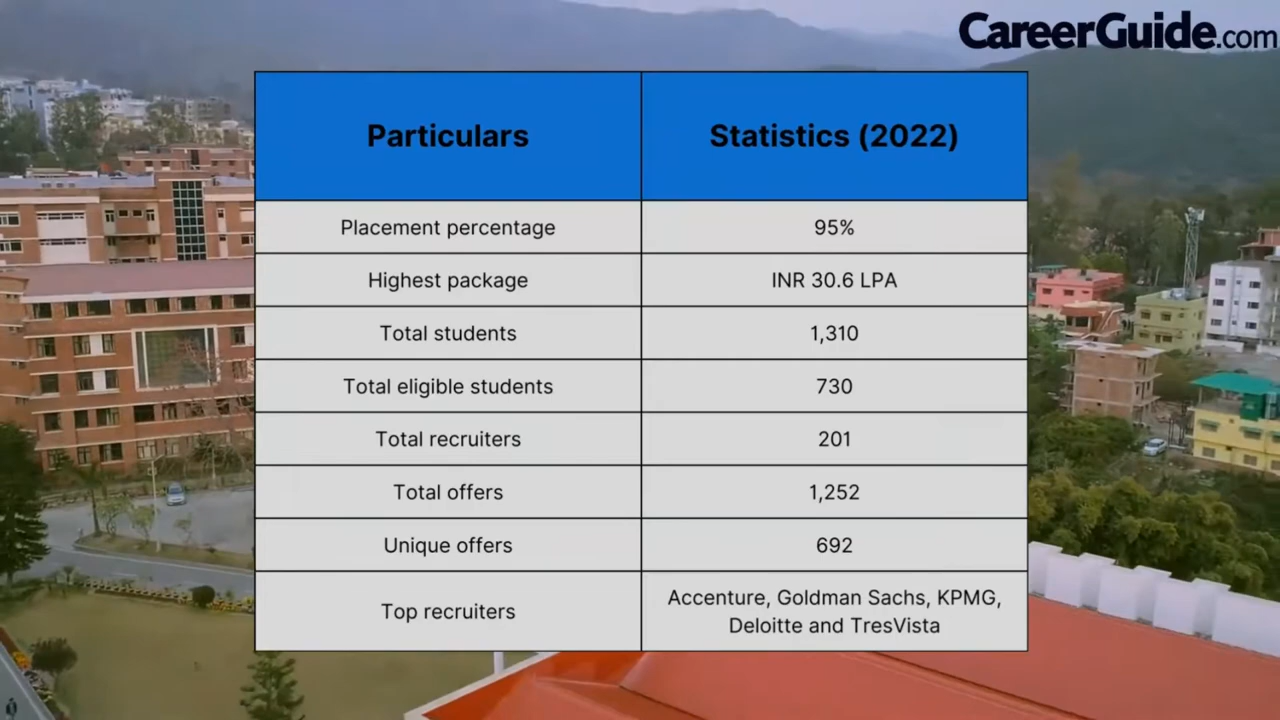 CareerGuide.com
Particulars Statistics (2022)
Placement percentage 95%
Highest package INR 30.6 LPA
Total students 1,310
Total eligible students 730
Total recruiters 201
Total offers 1,252
Unique offers 692
Top recruiters Accenture, Goldman Sachs, KPMG,
Deloitte and TresVista